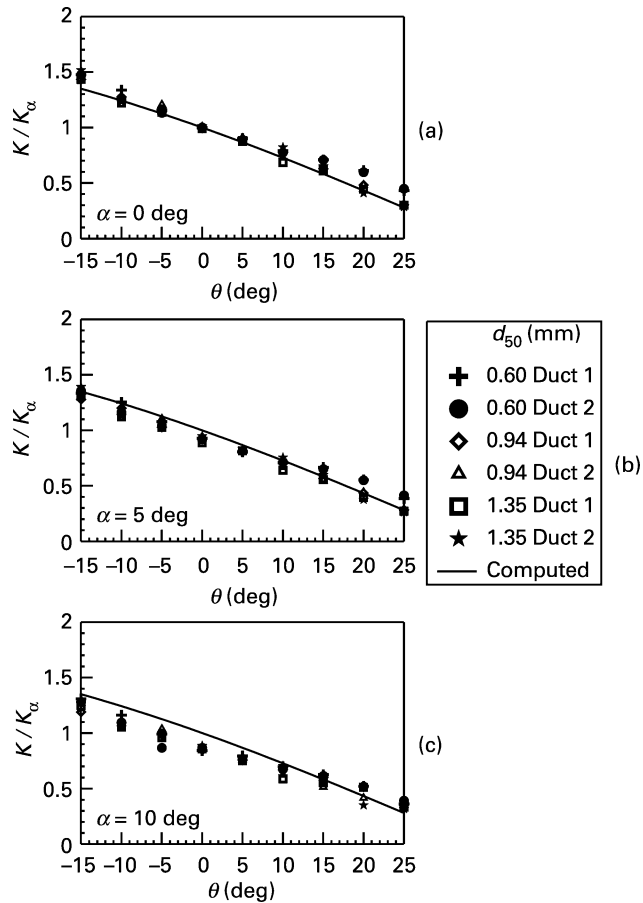 2
1.5
1
0.5
0
K / Kα
α = 0 deg
−15 −10 −5 0 5 10 15 20 25
θ (deg)
(a)
2
1.5
1
0.5
0
K / Kα
α = 5 deg
−15 −10 −5 0 5 10 15 20 25
θ (deg)
d50 (mm)
0.60 Duct 1
0.60 Duct 2
0.94 Duct 1
0.94 Duct 2
1.35 Duct 1
1.35 Duct 2
Computed
(b)
2
1.5
1
0.5
0
K / Kα
α = 10 deg
−15 −10 −5 0 5 10 15 20 25
θ (deg)
(c)